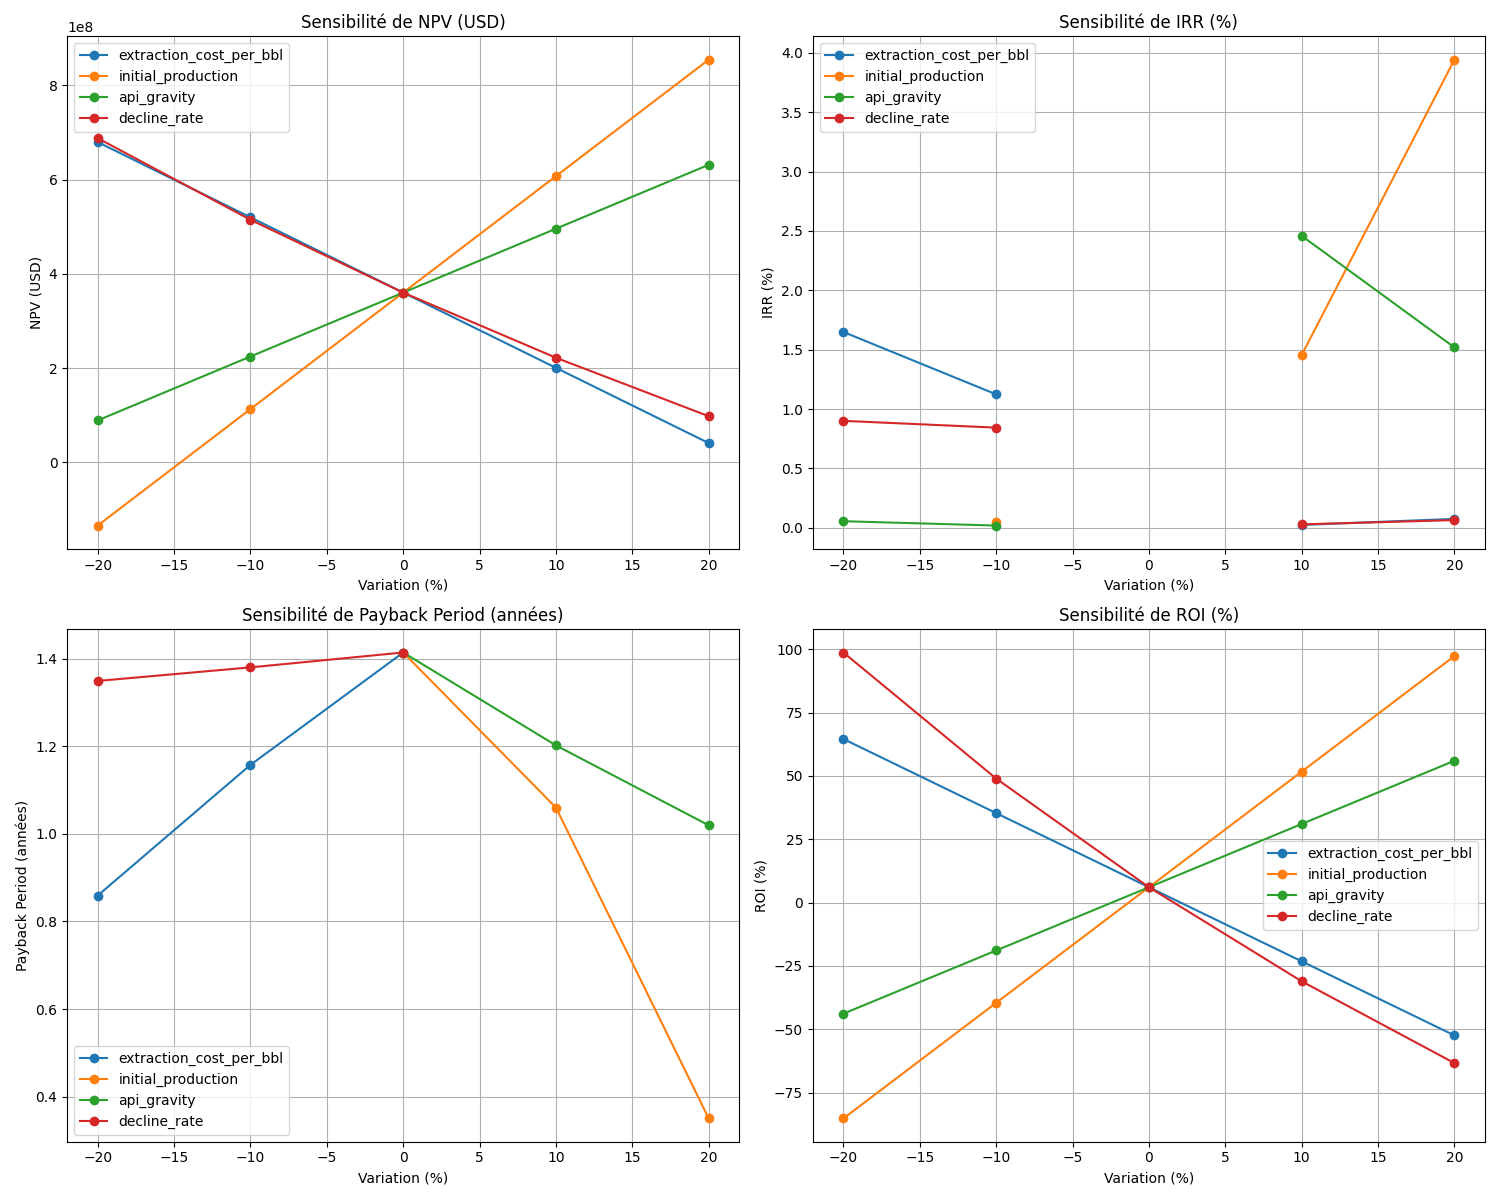 Sensibilité de NPV (USD)
1e8
extraction_cost_per_bbl
initial_production
api_gravity
decline_rate
8
6
4
2
0
NPV (USD)
−20 −15 −10 −5 0 5 10 15 20
Variation (%)
Sensibilité de IRR (%)
extraction_cost_per_bbl
initial_production
api_gravity
decline_rate
4.0
3.5
3.0
2.5
2.0
1.5
1.0
0.5
0.0
IRR (%)
−20 −15 −10 −5 0 5 10 15 20
Variation (%)
Sensibilité de Payback Period (années)
1.4
1.2
1.0
0.8
0.6
0.4
Payback Period (années)
extraction_cost_per_bbl
initial_production
api_gravity
decline_rate
−20 −15 −10 −5 0 5 10 15 20
Variation (%)
Sensibilité de ROI (%)
100
75
50
25
0
−25
−50
−75
ROI (%)
extraction_cost_per_bbl
initial_production
api_gravity
decline_rate
−20 −15 −10 −5 0 5 10 15 20
Variation (%)